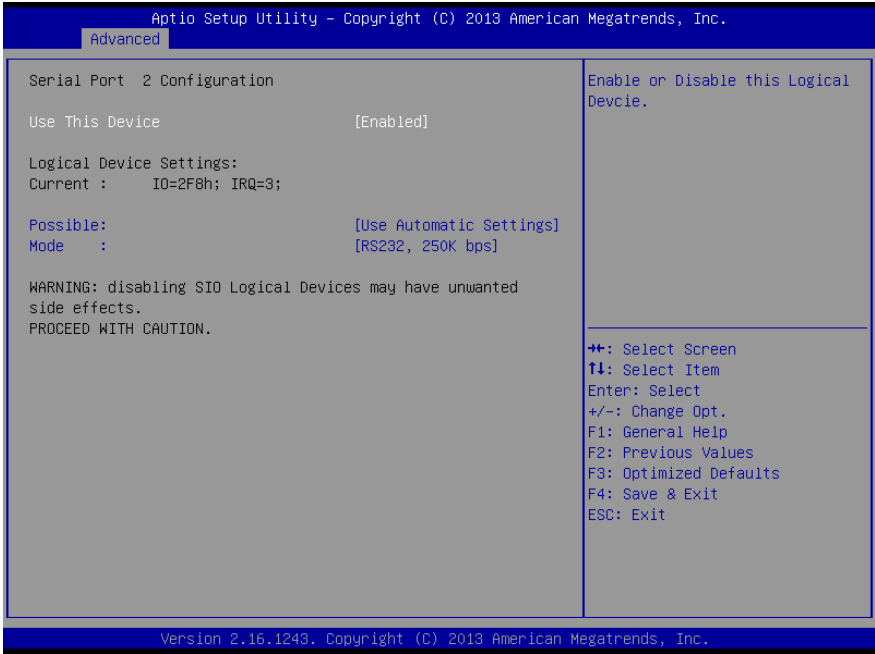 Aptio Setup Utility – Copyright (C) 2013 American Megatrends, Inc.
Advanced
Serial Port 2 Configuration
Use This Device [Enabled]
Logical Device Settings:
Current : IO=2F8h; IRQ=3;
Possible: [Use Automatic Settings]
Mode : [RS232, 250K bps]
WARNING: disabling SIO Logical Devices may have unwanted
side effects.
PROCEED WITH CAUTION.
Enable or Disable this Logical
Devcie.
→←: Select Screen
↑↓: Select Item
Enter: Select
+/-: Change Opt.
F1: General Help
F2: Previous Values
F3: Optimized Defaults
F4: Save & Exit
ESC: Exit
Version 2.16.1243. Copyright (C) 2013 American Megatrends, Inc.